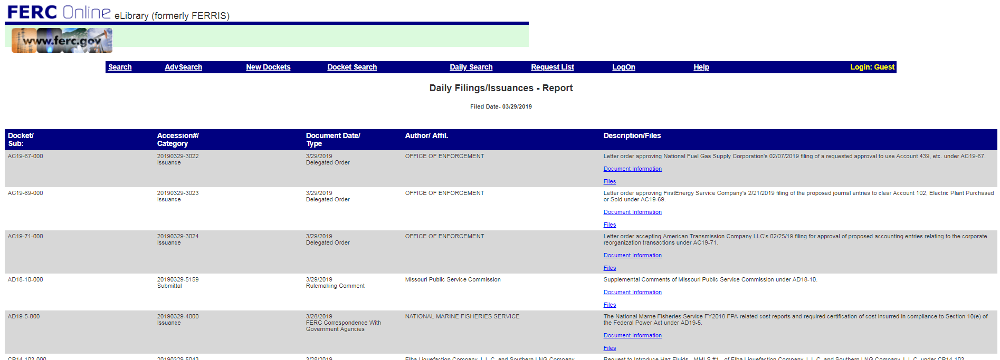 FERC Online eLibrary (formerly FERRIS)
www.ferc.gov
Search AdvSearch New Dockets Docket Search Daily Search Request List LogOn Help Login: Guest
Daily Filings/Issuances - Report
Filed Date- 03/29/2019
Docket/ Accession#/ Document Date/ Author/ Affil. Description/Files
Sub: Category Type
AC19-67-000 20190329-3022 3/29/2019 OFFICE OF ENFORCEMENT Letter order approving National Fuel Gas Supply Corporation's 02/07/2019 filing of a requested approval to use Account 439, etc. under AC19-67.
Issuance Delegated Order
Document Information
Files
AC19-69-000 20190329-3023 3/29/2019 OFFICE OF ENFORCEMENT Letter order approving FirstEnergy Service Company's 2/21/2019 filing of the proposed journal entries to clear Account 102, Electric Plant Purchased
Issuance Delegated Order or Sold under AC19-69.
Document Information
Files
AC19-71-000 20190329-3024 3/29/2019 OFFICE OF ENFORCEMENT Letter order accepting American Transmission Company LLC's 02/25/19 filing for approval of proposed accounting entries relating to the corporate
Issuance Delegated Order reorganization transactions under AC19-71.
Document Information
Files
AD18-10-000 20190329-5159 3/29/2019 Missouri Public Service Commission Supplemental Comments of Missouri Public Service Commission under AD18-10.
Submittal Rulemaking Comment
Document Information
Files
AD19-5-000 20190329-4000 3/28/2019 NATIONAL MARINE FISHERIES SERVICE The National Marne Fisheries Service FY2018 FPA related cost reports and required certification of cost incurred in compliance to Section 10(e) of
Issuance FERC Correspondence With the Federal Power Act under AD19-5.
Government Agencies
Document Information
Files
CP14-103-000 20190329-5043 3/28/2019 Elba Liquefaction Company, L.L.C. and Southern LNG Company, Request to Introduce Haz Fluids - MMLS #1 , of Elba Liquefaction Company, L.L.C. and Southern LNG Company, L.L.C. under CP14-103